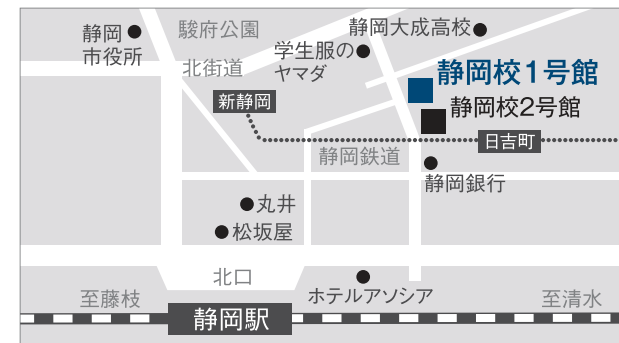 静岡
市役所
駿府公園
静岡大成高校
学生服の
ヤマダ
北街道
静岡校1号館
新静岡
静岡校2号館
日吉町
静岡鉄道
静岡銀行
丸井
松坂屋
北口
ホテルアソシア
至藤枝
至清水
静岡駅